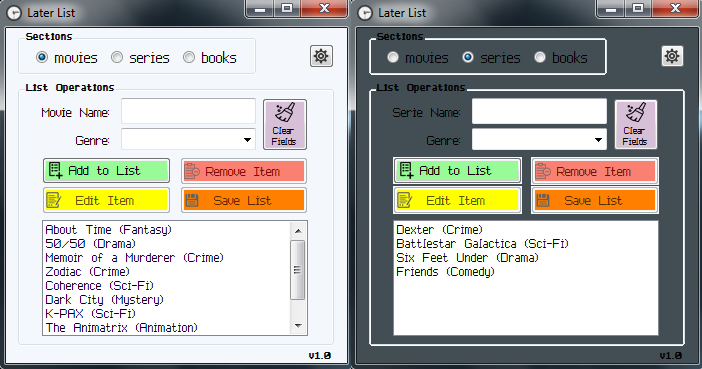 Later List
Sections
movies series books
List Operations
Movie Name:
Genre:
Clear
Fields
Add to List Remove Item
Edit Item Save List
About Time (Fantasy)
50/50 (Drama)
Memoir of a Murderer (Crime)
Zodiac (Crime)
Coherence (Sci-Fi)
Dark City (Mystery)
K-PAX (Sci-Fi)
The Animatrix (Animation)
v1.0
Later List
Sections
movies series books
List Operations
Serie Name:
Genre:
Clear
Fields
Add to List Remove Item
Edit Item Save List
Dexter (Crime)
Battlestar Galactica (Sci-Fi)
Six Feet Under (Drama)
Friends (Comedy)
v1.0